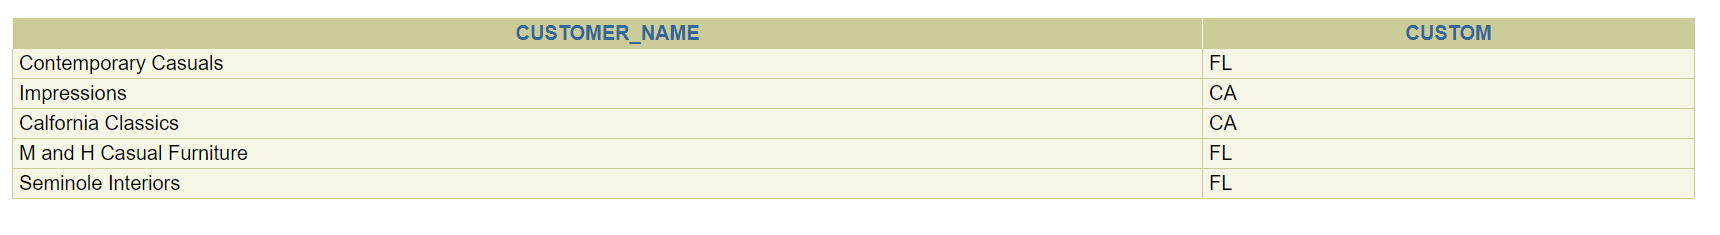 CUSTOMER_NAME CUSTOM
Contemporary Casuals FL
Impressions CA
Calfornia Classics CA
M and H Casual Furniture FL
Seminole Interiors FL